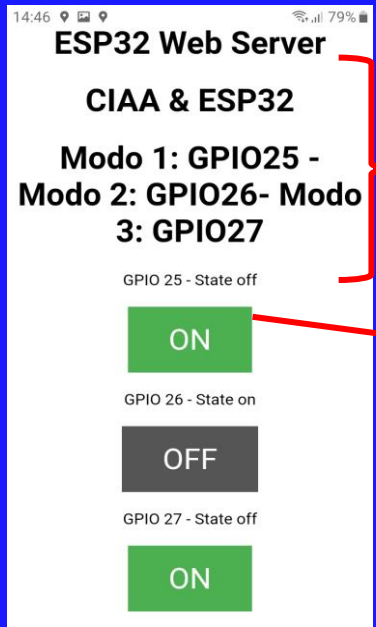 14:46 79%
ESP32 Web Server
CIAA & ESP32
Modo 1: GPIO25 -
Modo 2: GPIO26- Modo
3: GPIO27
GPIO 25 - State off
ON
GPIO 26 - State on
OFF
GPIO 27 - State off
ON